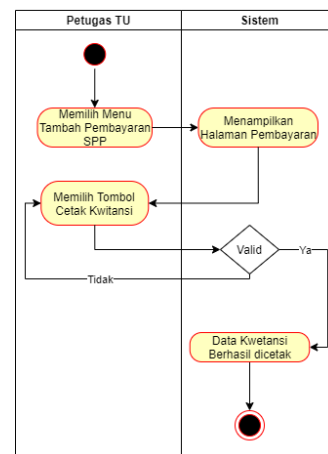 Petugas TU
Sistem
Memilih Menu
Tambah Pembayaran
SPP
Menampilkan
Halaman Pembayaran
Memilih Tombol
Cetak Kwitansi
Valid
Ya
Tidak
Data Kwetansi
Berhasil dicetak